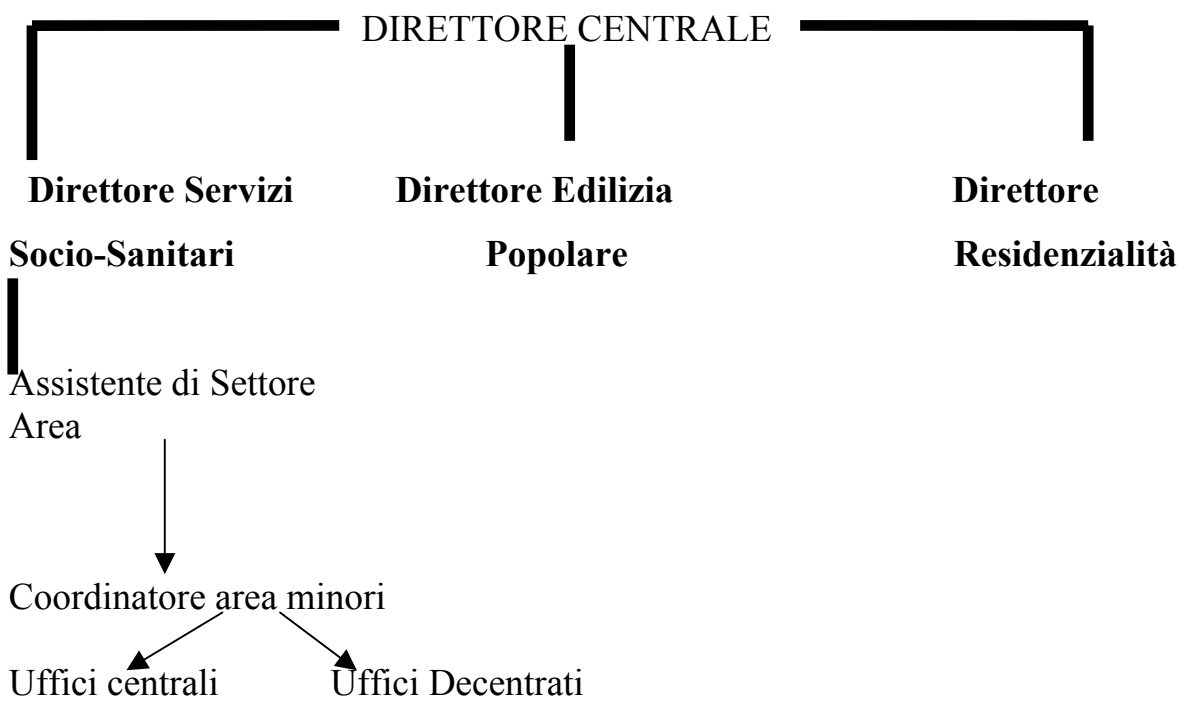 DIRETTORE CENTRALE
Direttore Servizi Direttore Edilizia Direttore
Socio-Sanitari Popolare Residenzialità
Assistente di Settore
Area
Coordinatore area minori
Uffici centrali Uffici Decentrati